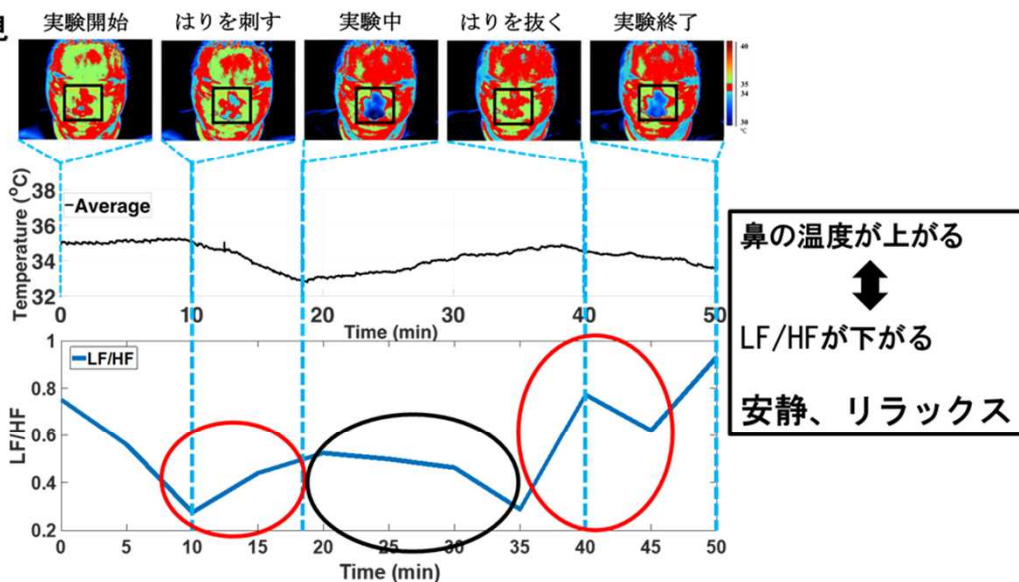 見
実験開始 はりを刺す 実験中 はりを抜く 実験終了
40
35
34
30
℃
Temperature (°C)
38
36
34
32
Average
0 10 20 30 40 50
Time (min)
LF/HF
1
0.8
0.6
0.4
0.2
LF/HF
0 5 10 15 20 25 30 35 40 45 50
Time (min)
鼻の温度が上がる
LF/HFが下がる
安静、リラックス